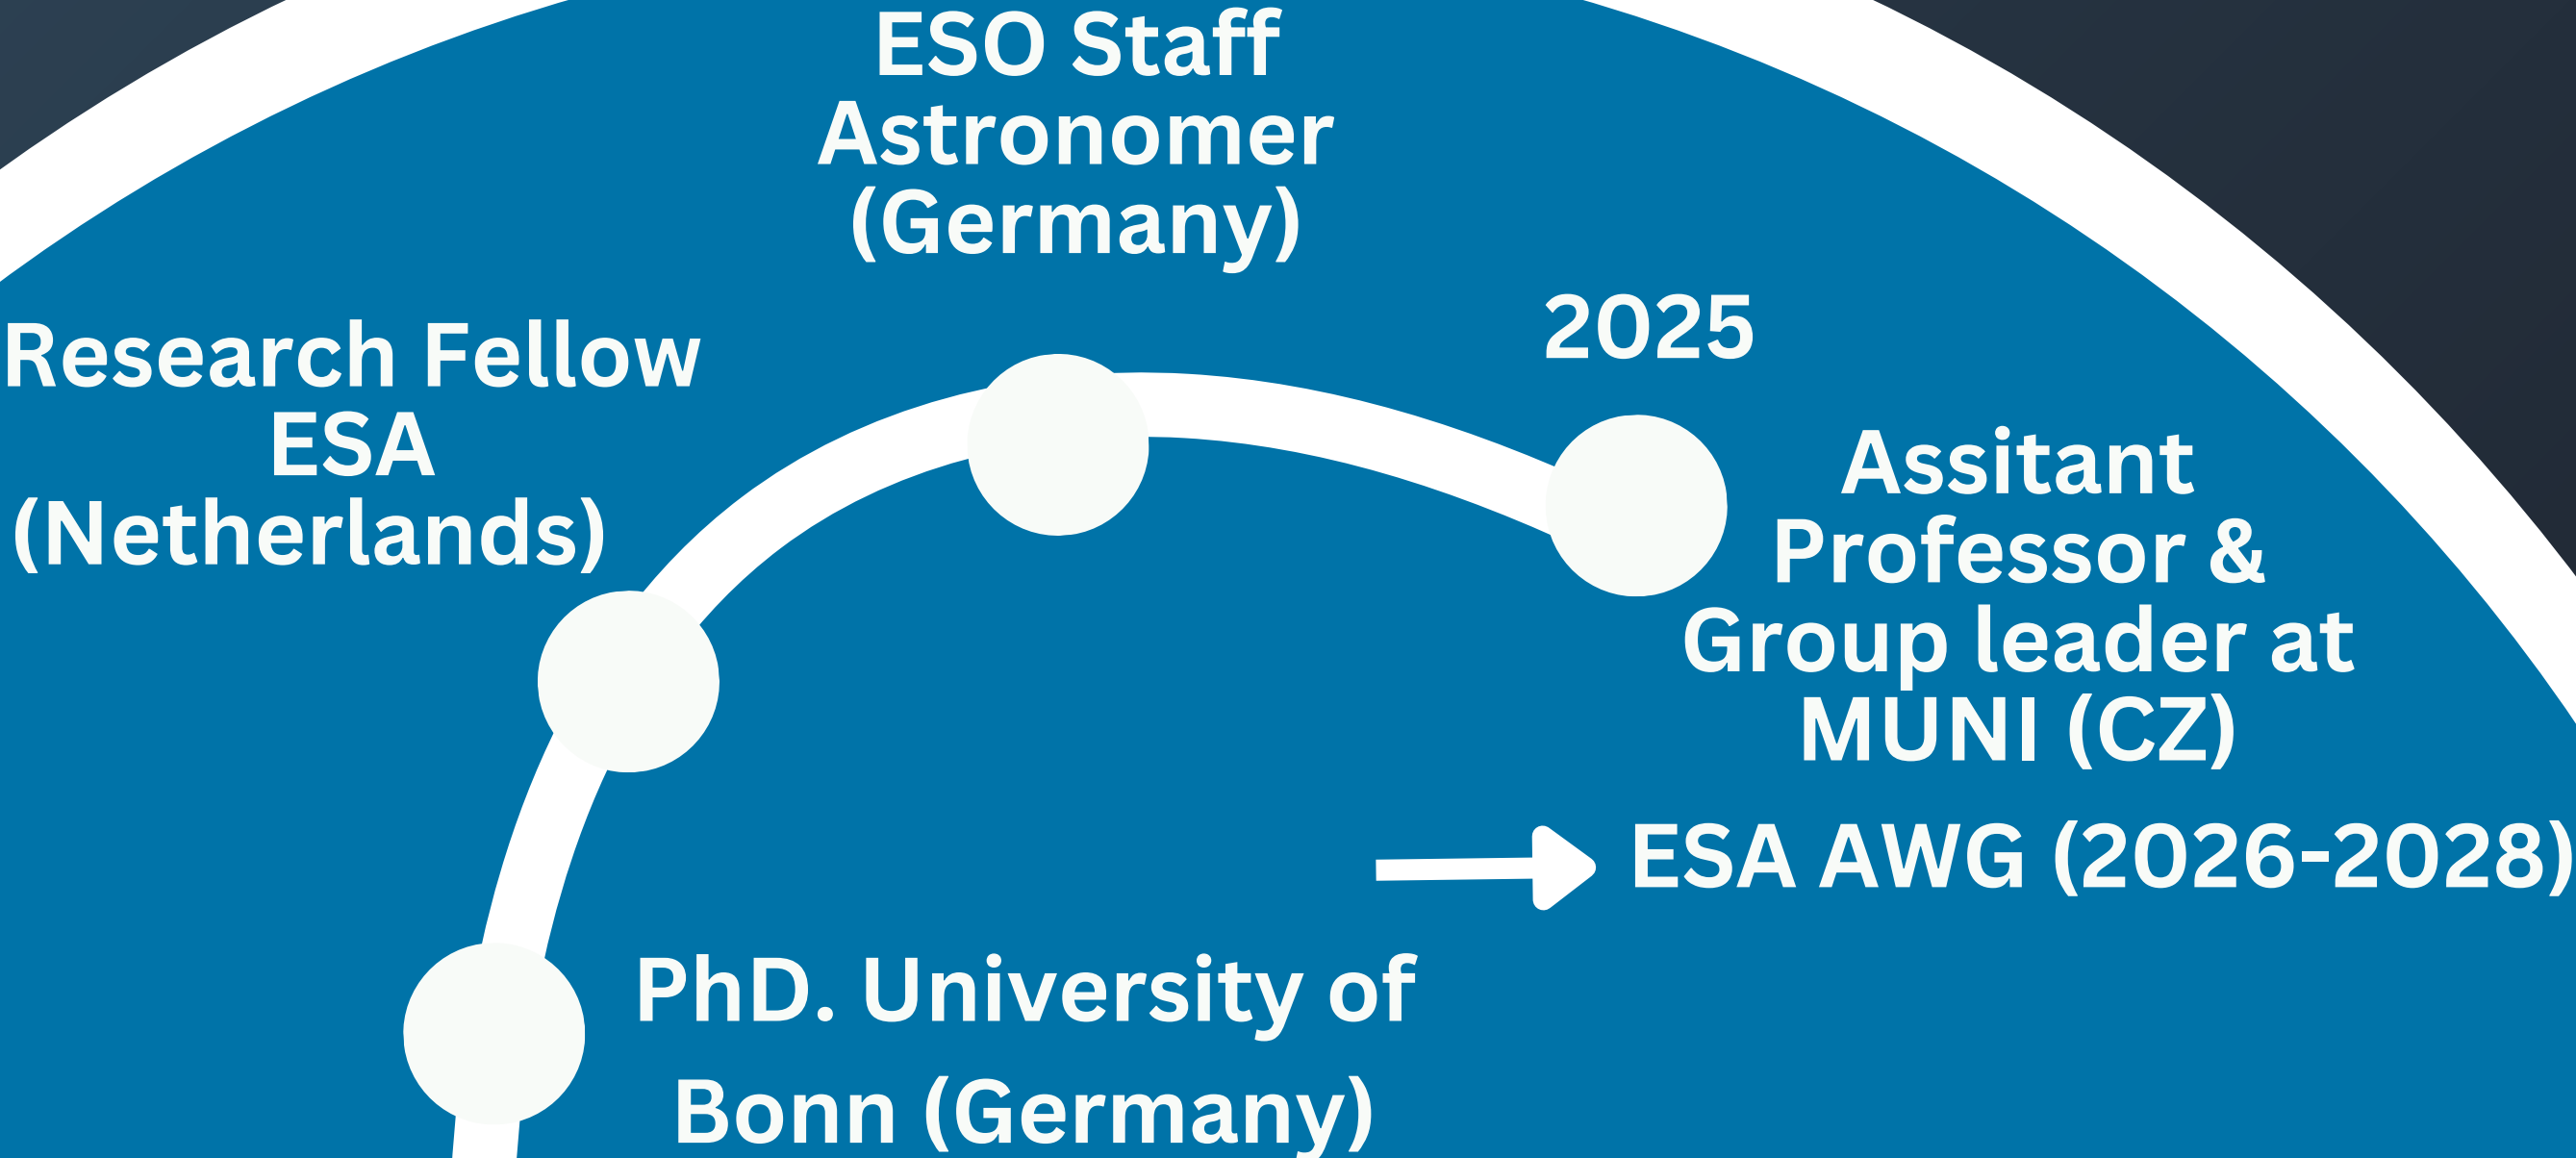 ESO Staff
Astronomer
(Germany)
Research Fellow
ESA
(Netherlands)
2025
Assitant
Professor &
Group leader at
MUNI (CZ)
ESA AWG (2026-2028)
PhD. University of
Bonn (Germany)